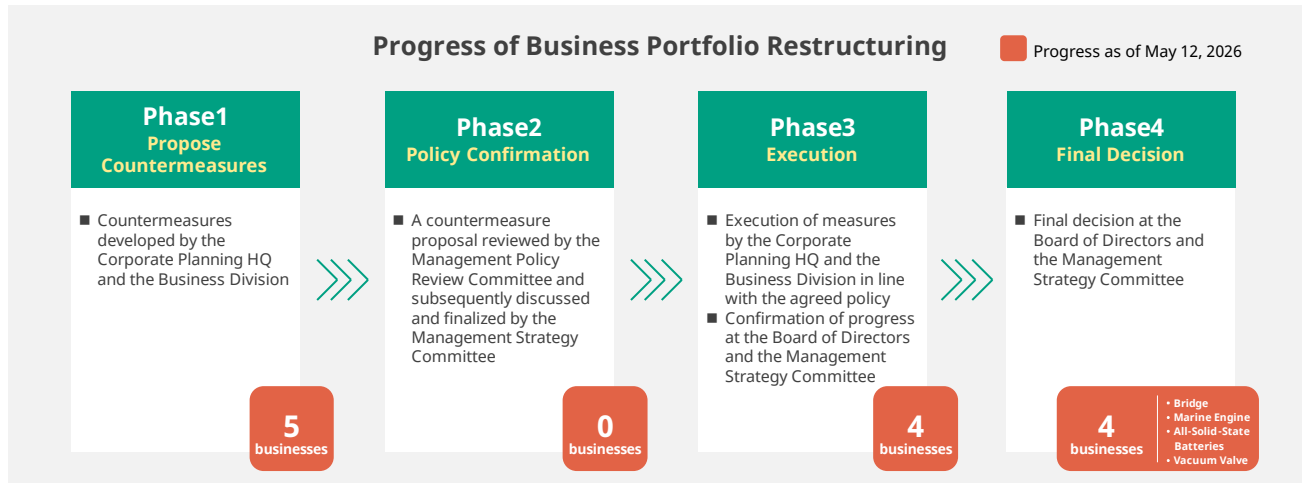 Progress of Business Portfolio Restructuring
Progress as of May 12, 2026
Phase1
Propose
Countermeasures
■ Countermeasures
developed by the
Corporate Planning HQ
and the Business Division
5
businesses
Phase2
Policy Confirmation
■ A countermeasure
proposal reviewed by the
Management Policy
Review Committee and
subsequently discussed
and finalized by the
Management Strategy
Committee
0
businesses
Phase3
Execution
■ Execution of measures
by the Corporate
Planning HQ and the
Business Division in line
with the agreed policy
■ Confirmation of progress
at the Board of Directors
and the Management
Strategy Committee
4
businesses
Phase4
Final Decision
■ Final decision at the
Board of Directors and
the Management
Strategy Committee
4
businesses
• Bridge
• Marine Engine
• All-Solid-State
Batteries
• Vacuum Valve